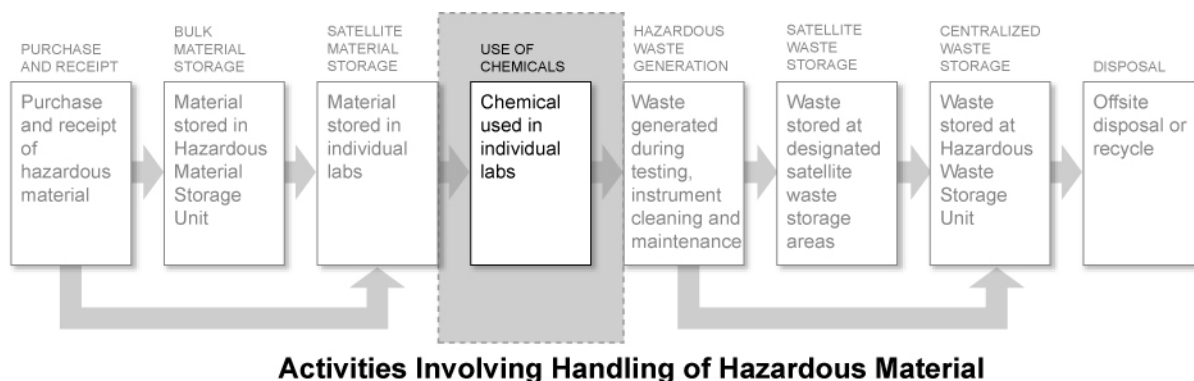 PURCHASE
AND RECEIPT
Purchase
and receipt
of
hazardous
material
BULK
MATERIAL
STORAGE
Material
stored in
Hazardous
Material
Storage
Unit
SATELLITE
MATERIAL
STORAGE
Material
stored in
individual
labs
USE OF
CHEMICALS
Chemical
used in
individual
labs
HAZARDOUS
WASTE
GENERATION
Waste
generated
during
testing,
instrument
cleaning and
maintenance
SATELLITE
WASTE
STORAGE
Waste
stored at
designated
satellite
waste
storage
areas
CENTRALIZED
WASTE
STORAGE
Waste
stored at
Hazardous
Waste
Storage
Unit
DISPOSAL
Offsite
disposal or
recycle
Activities Involving Handling of Hazardous Material